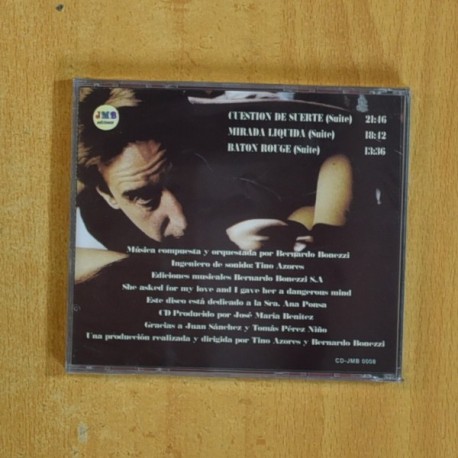 JMB
ediciones
CUESTION DE SUERTE (Suite) 21:46
MIRADA LIQUIDA (Suite) 18:42
BATON ROUGE (Suite) 13:36
Música compuesta y orquestada por Bernardo Bonezzi
Ingeniero de sonido: Tino Azores
Ediciones musicales Bernardo Bonezzi S.A
She asked for my love and I gave her a dangerous mind
Este disco está dedicado a la Sra. Ana Ponsa
CD Producido por José María Benítez
Gracias a Juan Sánchez y Tomás Pérez Niño
Una producción realizada y dirigida por Tino Azores y Bernardo Bonezzi
CD-JMB 0008